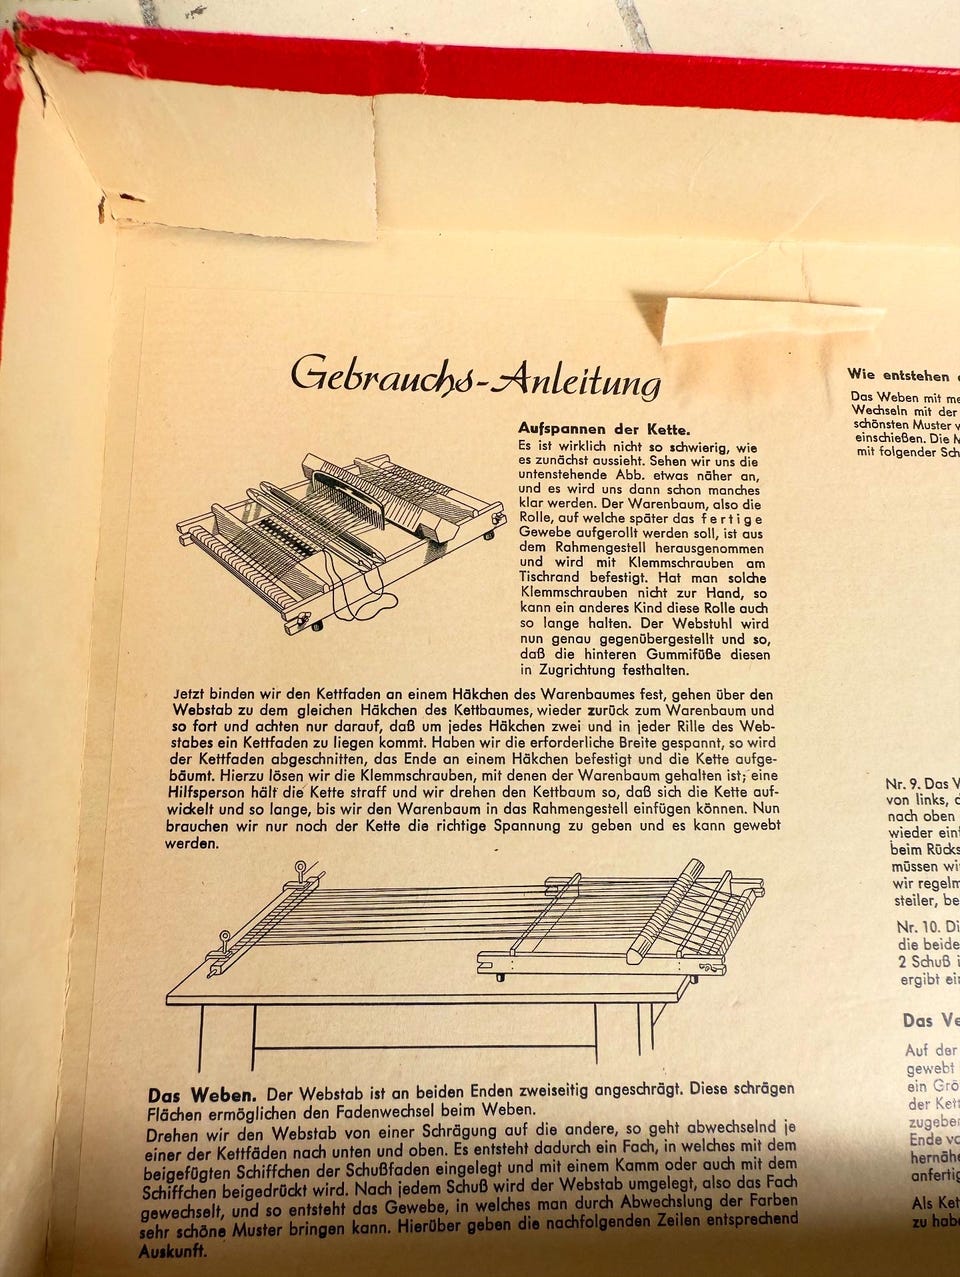 Gebrauchs-Anleitung
Aufspannen der Kette.
Es ist wirklich nicht so schwierig, wie
es zunächst aussieht. Sehen wir uns die
untenstehende Abb. etwas näher an,
und es wird uns dann schon manches
klar werden. Der Warenbaum, also die
Rolle, auf welche später das fertige
Gewebe aufgerollt werden soll, ist aus
dem Rahmengestell herausgenommen
und wird mit Klemmschrauben am
Tischrand befestigt. Hat man solche
Klemmschrauben nicht zur Hand, so
kann ein anderes Kind diese Rolle auch
so lange halten. Der Webstuhl wird
nun genau gegenübergestellt und so,
daß die hinteren Gummifüße diesen
in Zugrichtung festhalten.
Jetzt binden wir den Kettfaden an einem Häkchen des Warenbaumes fest, gehen über den
Webstab zu dem gleichen Häkchen des Kettbaumes, wieder zurück zum Warenbaum und
so fort und achten nur darauf, daß um jedes Häkchen zwei und in jeder Rille des Web-
stabes ein Kettfaden zu liegen kommt. Haben wir die erforderliche Breite gespannt, so wird
der Kettfaden abgeschnitten, das Ende an einem Häkchen befestigt und die Kette aufge-
bäumt. Hierzu lösen wir die Klemmschrauben, mit denen der Warenbaum gehalten ist; eine
Hilfsperson hält die Kette straff und wir drehen den Kettbaum so, daß sich die Kette auf-
wickelt und so lange, bis wir den Warenbaum in das Rahmengestell einfügen können. Nun
brauchen wir nur noch der Kette die richtige Spannung zu geben und es kann gewebt
werden.
Das Weben. Der Webstab ist an beiden Enden zweiseitig angeschrägt. Diese schrägen
Flächen ermöglichen den Fadenwechsel beim Weben.
Drehen wir den Webstab von einer Schrägung auf die andere, so geht abwechselnd je
einer der Kettfäden nach unten und oben. Es entsteht dadurch ein Fach, in welches mit dem
beigefügten Schiffchen der Schußfaden eingelegt und mit einem Kamm oder auch mit dem
Schiffchen beigedrückt wird. Nach jedem Schuß wird der Webstab umgelegt, also das Fach
gewechselt, und so entsteht das Gewebe, in welches man durch Abwechslung der Farben
sehr schöne Muster bringen kann. Hierüber geben die nachfolgenden Zeilen entsprechend
Auskunft.
Wie entstehen
Das Weben mit
Wechseln mit der
schönsten Muster
einschießen. Die
mit folgender
Nr. 9. Das
von links,
nach oben
wieder
beim
müssen
wir
steiler,
Nr. 10.
die
2 Schuß
ergibt
Das
Auf der
gewebt
ein
der
Ende
Als
zu